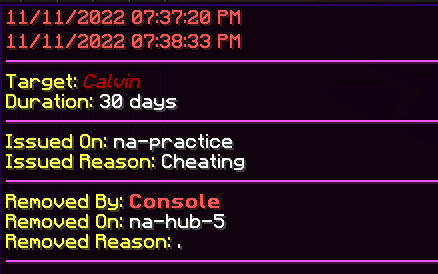 11/11/2022 07:37:20 PM
11/11/2022 07:38:33 PM
Target: Calvin
Duration: 30 days
Issued On: na-practice
Issued Reason: Cheating
Removed By: Console
Removed On: na-hub-5
Removed Reason: .